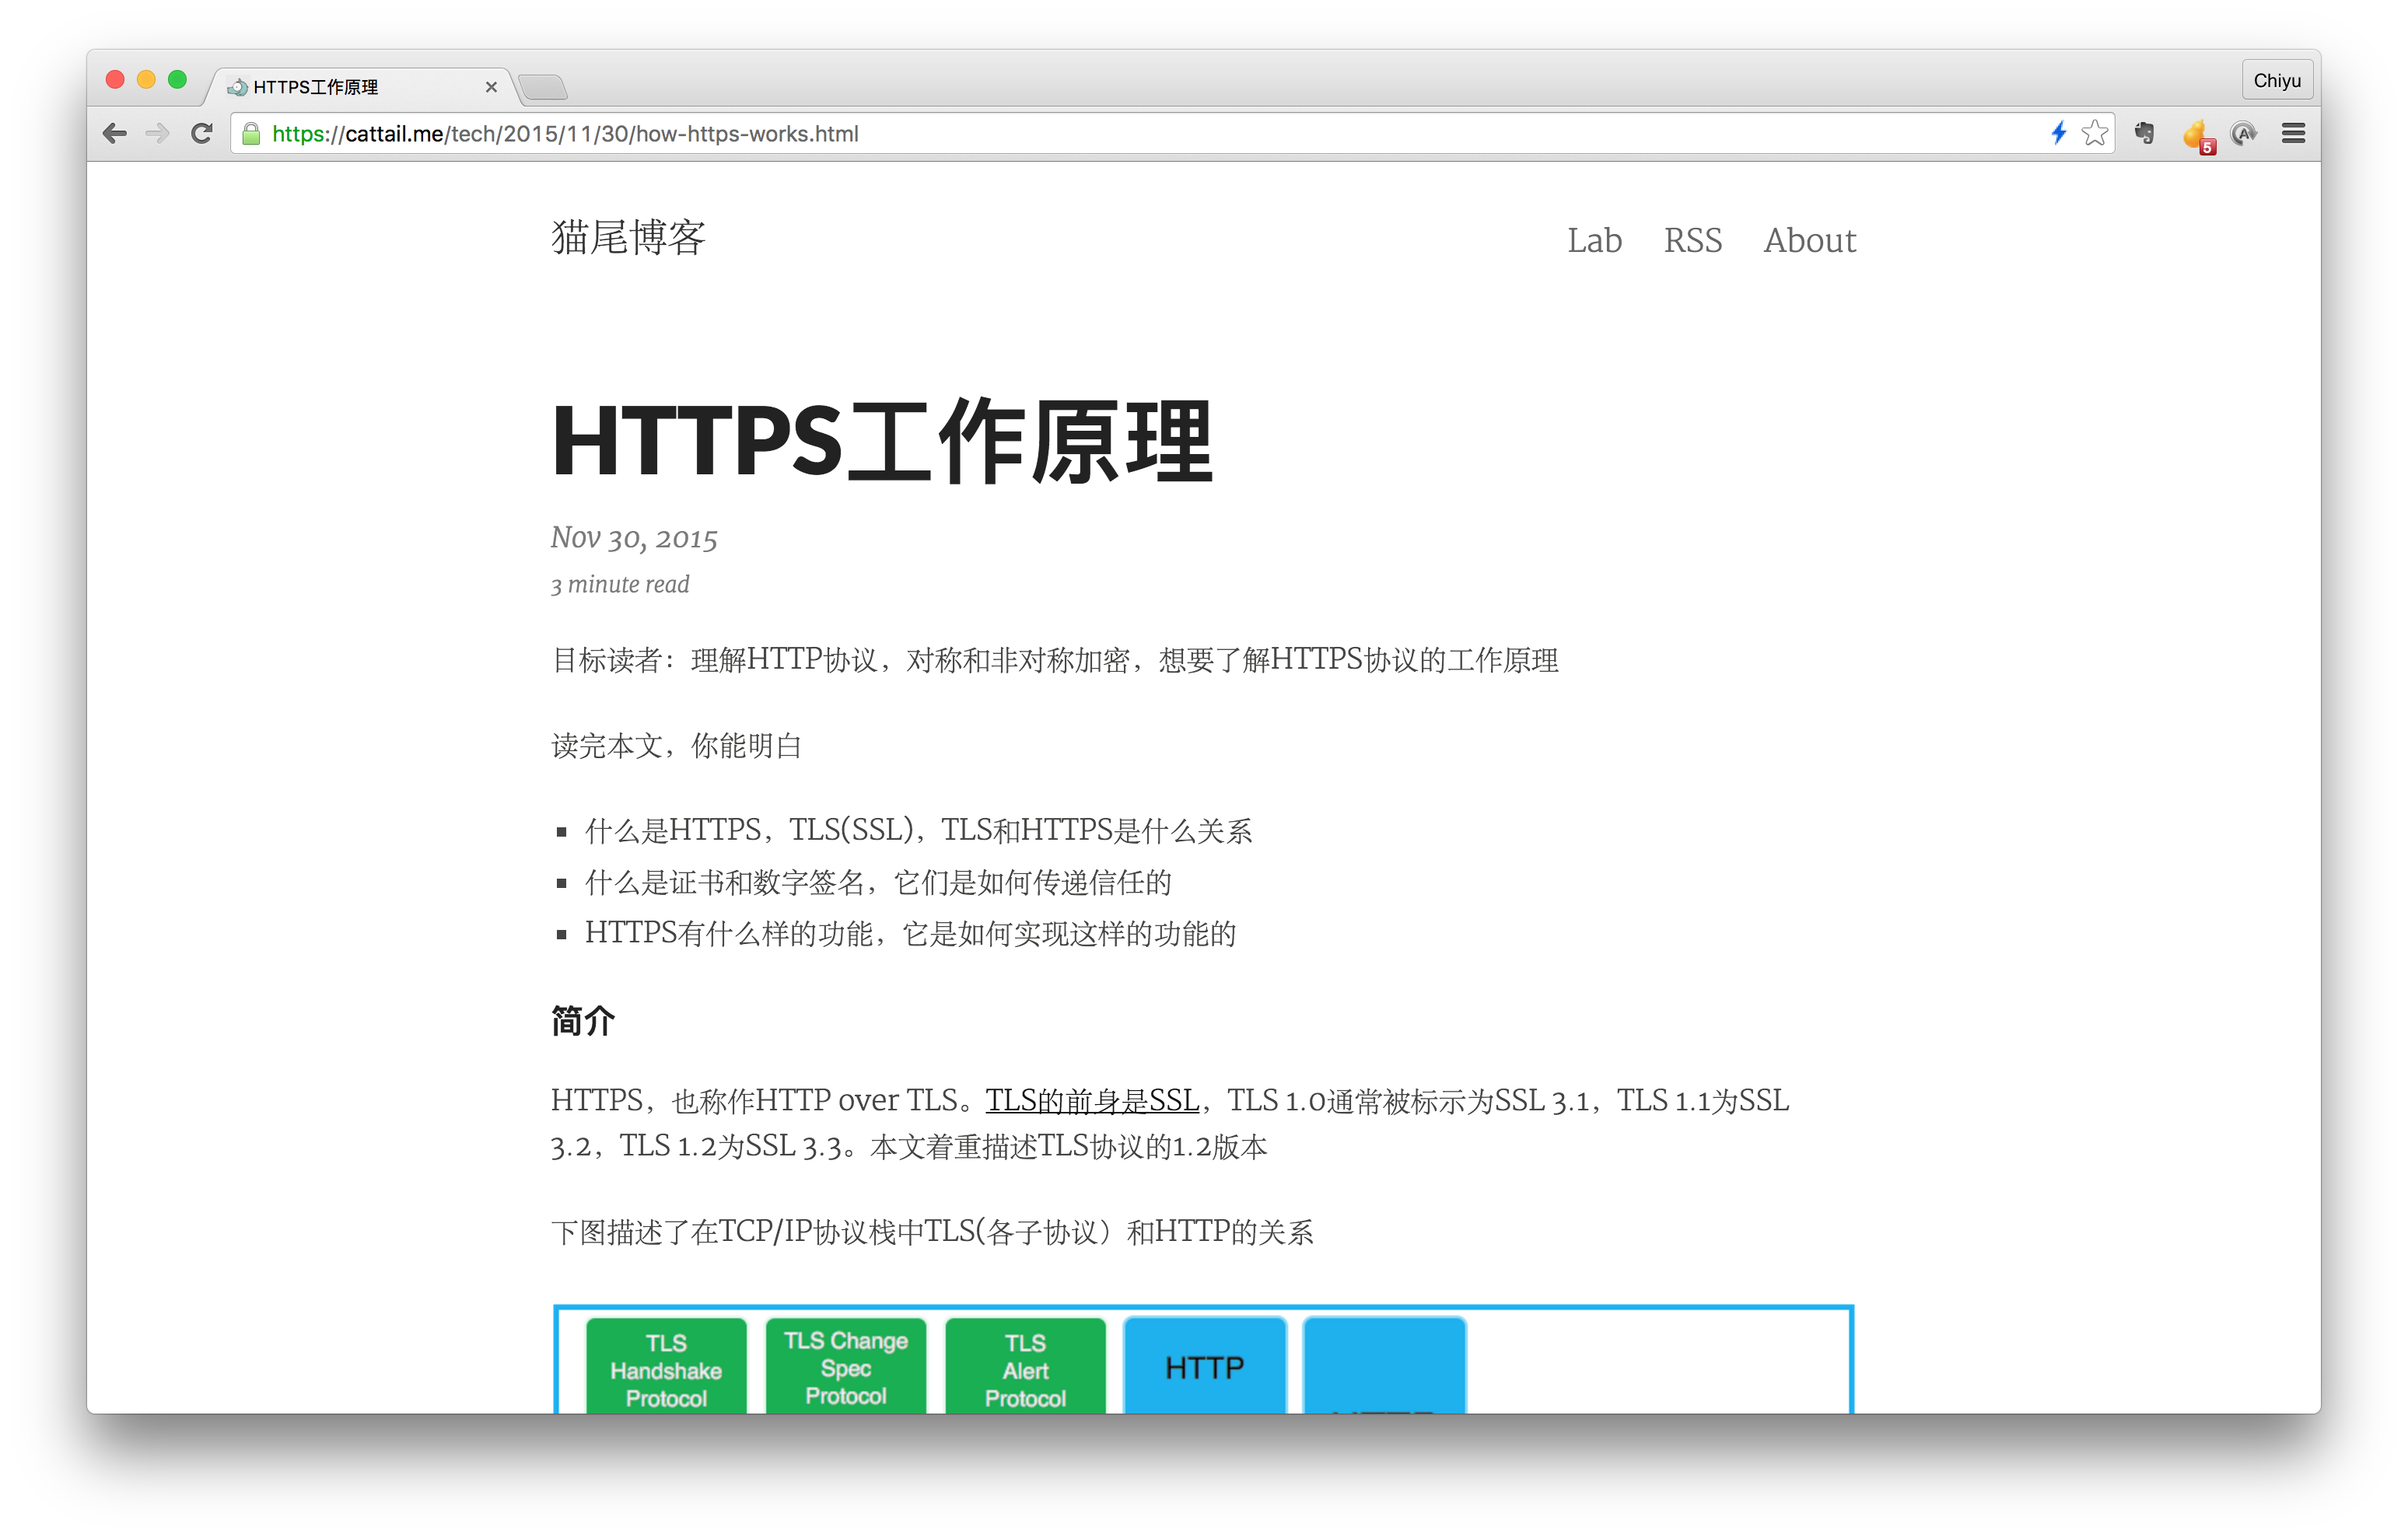 HTTPS工作原理
Chiyu
https://cattail.me/tech/2015/11/30/how-https-works.html
A
5
猫尾博客
Lab RSS About
HTTPS工作原理
Nov 30, 2015
3 minute read
目标读者：理解HTTP协议，对称和非对称加密，想要了解HTTPS协议的工作原理
读完本文，你能明白
什么是HTTPS，TLS(SSL)，TLS和HTTPS是什么关系
什么是证书和数字签名，它们是如何传递信任的
HTTPS有什么样的功能，它是如何实现这样的功能的
简介
HTTPS，也称作HTTP over TLS。TLS的前身是SSL，TLS 1.0通常被标示为SSL 3.1，TLS 1.1为SSL
3.2，TLS 1.2为SSL 3.3。本文着重描述TLS协议的1.2版本
下图描述了在TCP/IP协议栈中TLS(各子协议）和HTTP的关系
TLS
Handshake
Protocol
TLS Change
Spec
Protocol
TLS
Alert
Protocol
HTTP